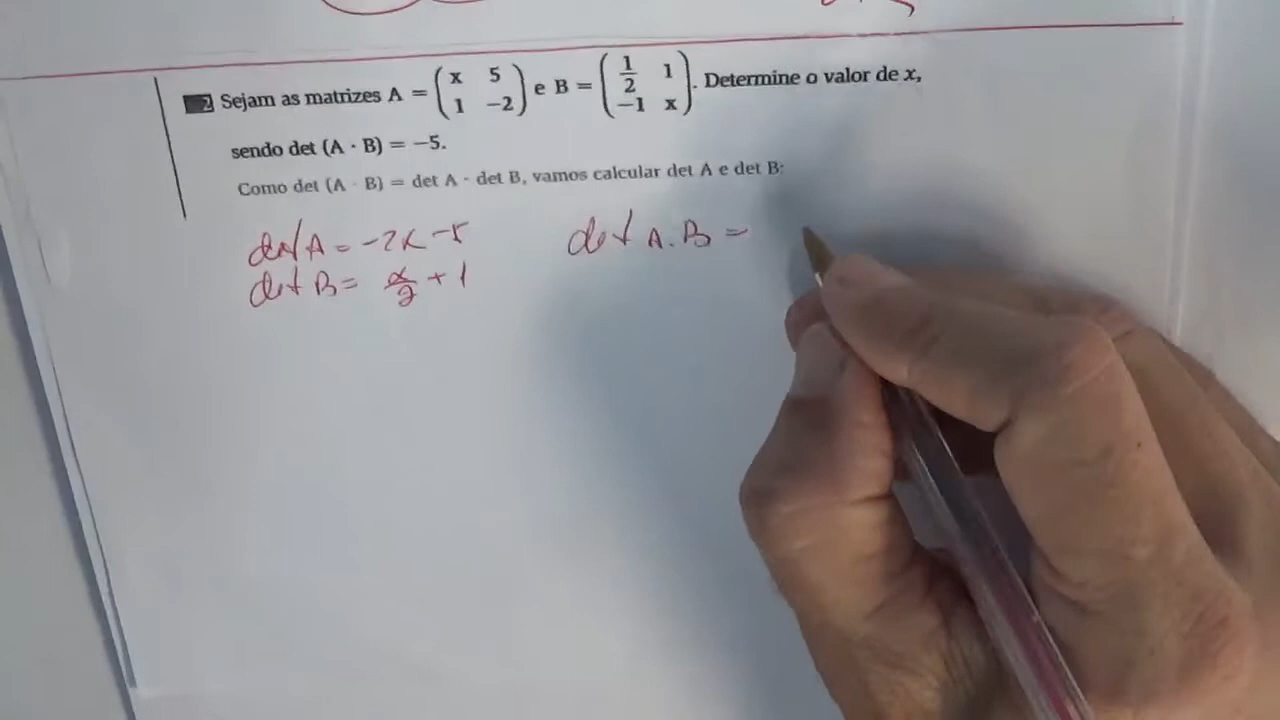 2 Sejam as matrizes A = (x 5 1 −2) e B = (1/2 1 −1 x). Determine o valor de x,
sendo det (A · B) = −5.
Como det (A · B) = det A · det B, vamos calcular det A e det B:
det A = -2x -5
det A.B =
det B = x/2 + 1